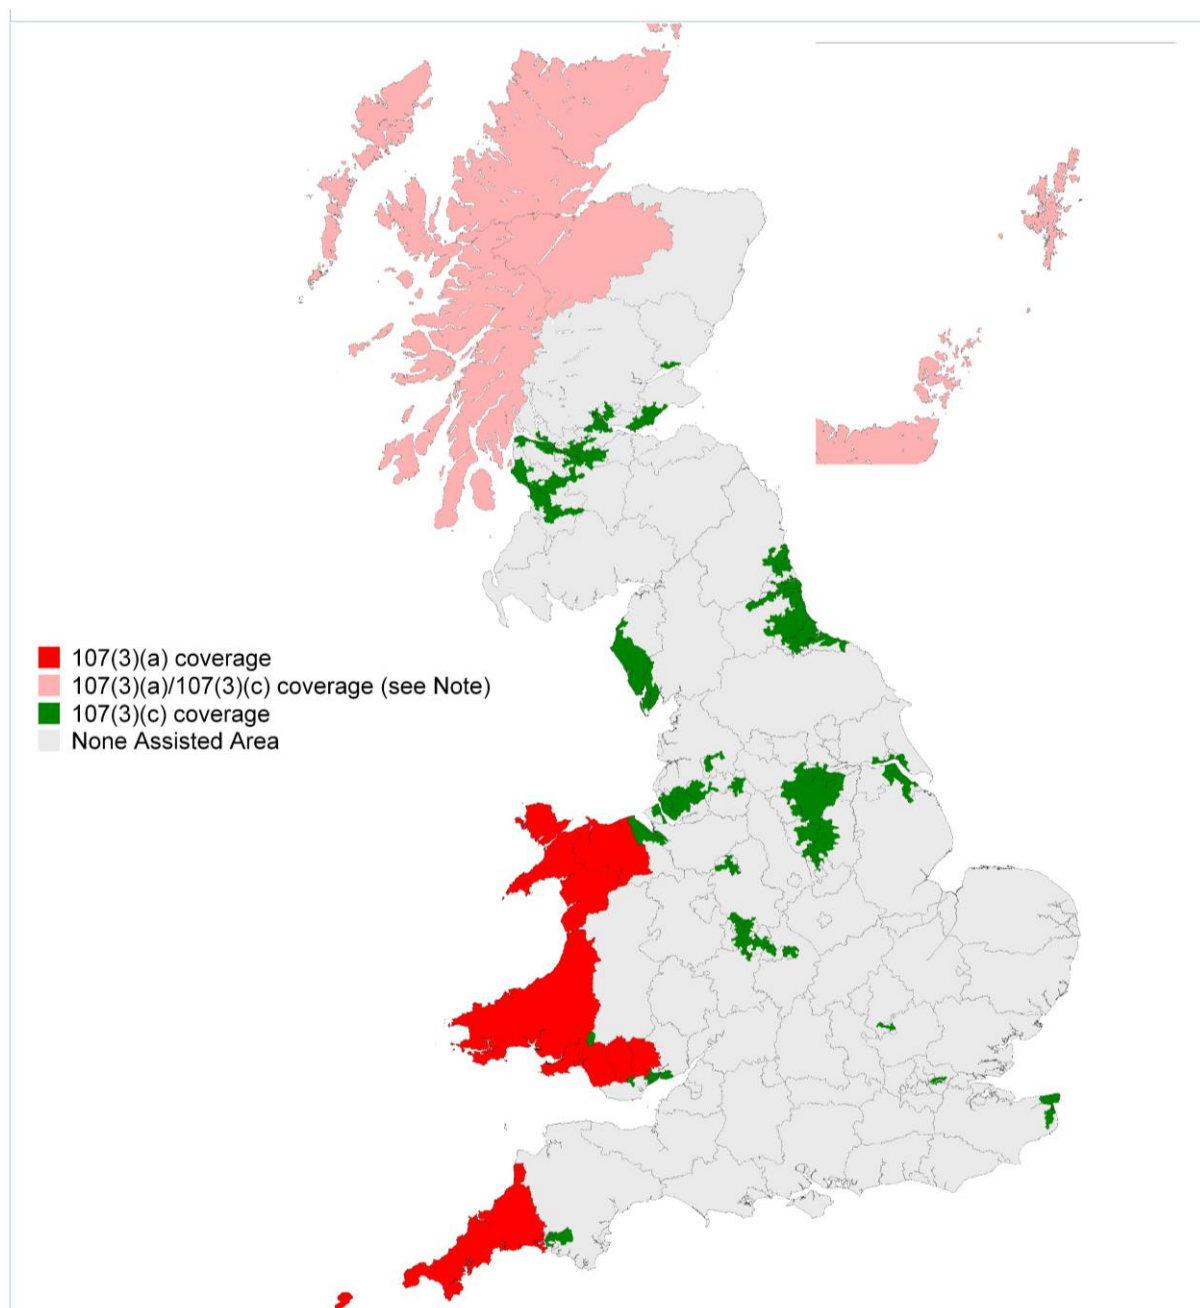 107(3)(a) coverage
107(3)(a)/107(3)(c) coverage (see Note)
107(3)(c) coverage
None Assisted Area